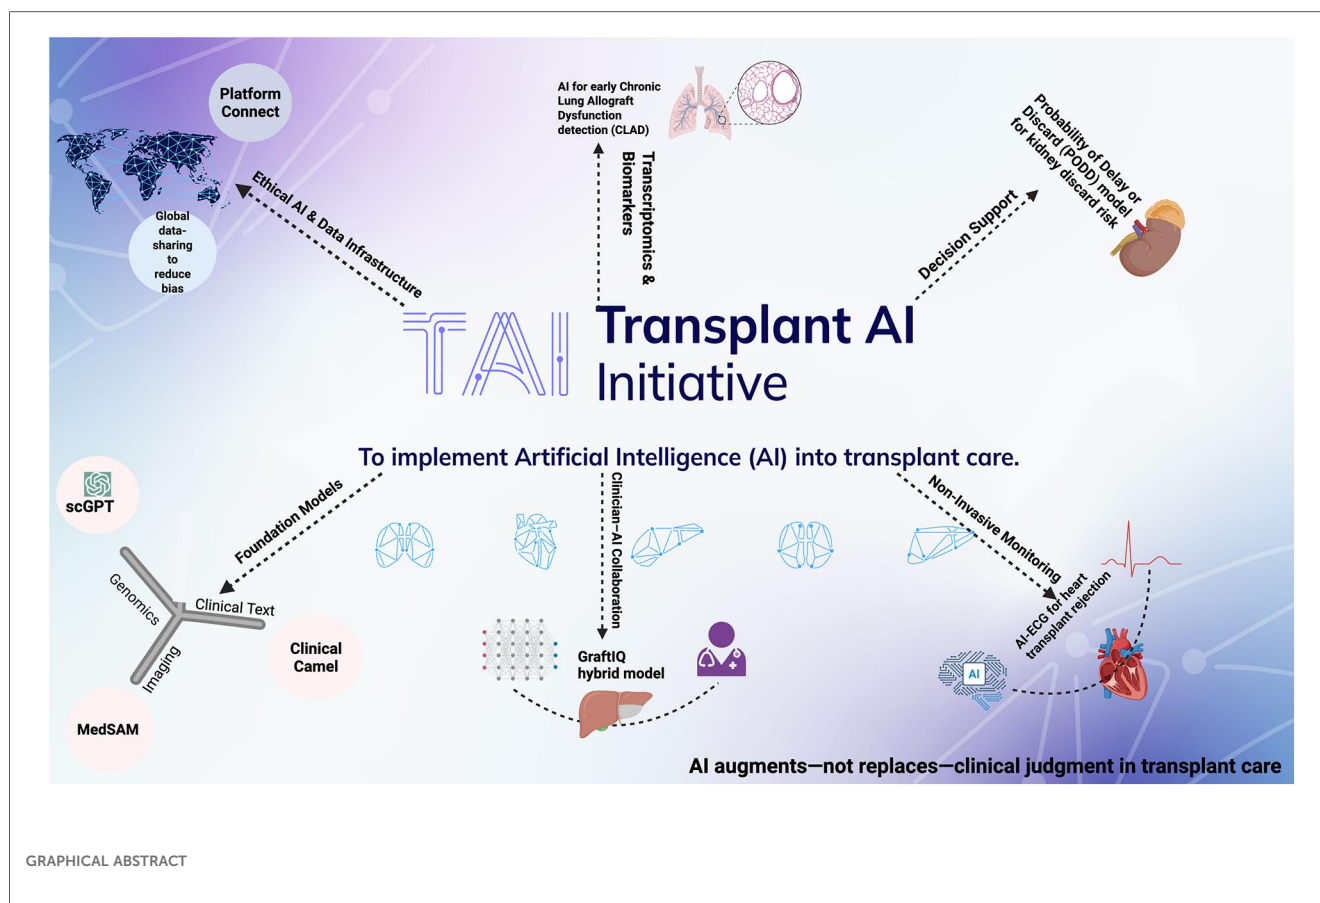 Platform
Connect
Global
data-
sharing
to
reduce
bias
Ethical AI & Data Infrastructure
AI for early Chronic
Lung Allograft
Dysfunction
detection (CLAD)
Transcriptomics &
Biomarkers
Probability of Delay or
Discard (PODD) model
for kidney discard risk
Decision Support
TAI
Transplant AI
Initiative
To implement Artificial Intelligence (AI) into transplant care.
Foundation Models
scGPT
Genomics
Clinical Text
Imaging
Clinical
Camel
MedSAM
Clinician–AI Collaboration
GraftIQ
hybrid model
Non-Invasive Monitoring
AI-ECG for heart
transplant rejection
AI
AI augments—not replaces—clinical judgment in transplant care
GRAPHICAL ABSTRACT